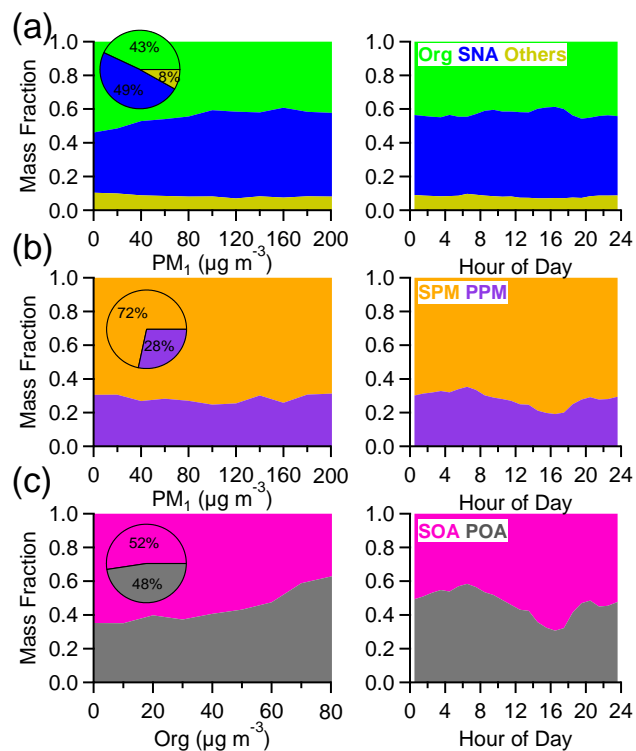 (a)
1.0
0.8
0.6
0.4
0.2
0.0
Mass Fraction
43%
49%
8%
0 40 80 120 160 200
PM1 (µg m-3)
1.0
0.8
0.6
0.4
0.2
0.0
Org SNA Others
0 4 8 12 16 20 24
Hour of Day
(b)
1.0
0.8
0.6
0.4
0.2
0.0
Mass Fraction
72%
28%
0 40 80 120 160 200
PM1 (µg m-3)
1.0
0.8
0.6
0.4
0.2
0.0
SPM PPM
0 4 8 12 16 20 24
Hour of Day
(c)
1.0
0.8
0.6
0.4
0.2
0.0
Mass Fraction
52%
48%
0 20 40 60 80
Org (µg m-3)
1.0
0.8
0.6
0.4
0.2
0.0
SOA POA
0 4 8 12 16 20 24
Hour of Day